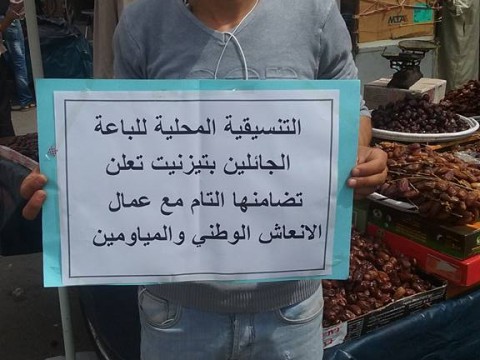 التنسيقية المحلية للباعة
الجائلين بتيزنيت تعلن
تضامنها التام مع عمال
الانعاش الوطني والمياومين